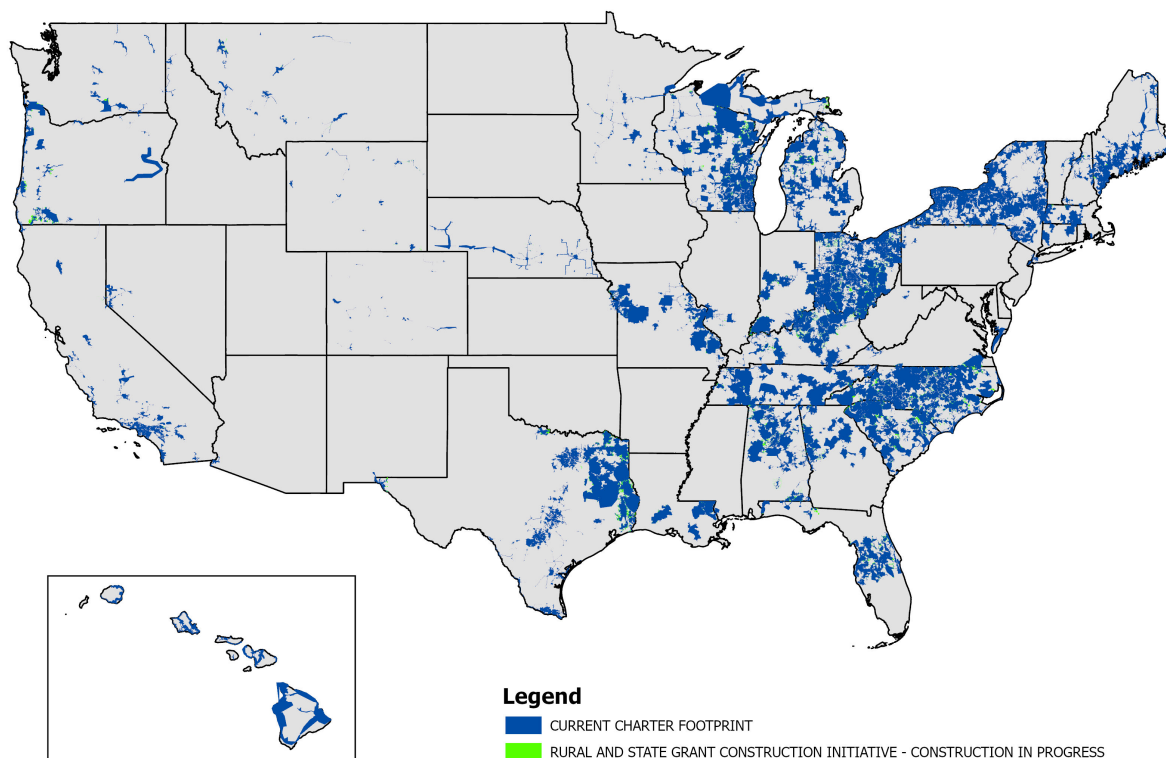 Legend
CURRENT CHARTER FOOTPRINT
RURAL AND STATE GRANT CONSTRUCTION INITIATIVE - CONSTRUCTION IN PROGRESS